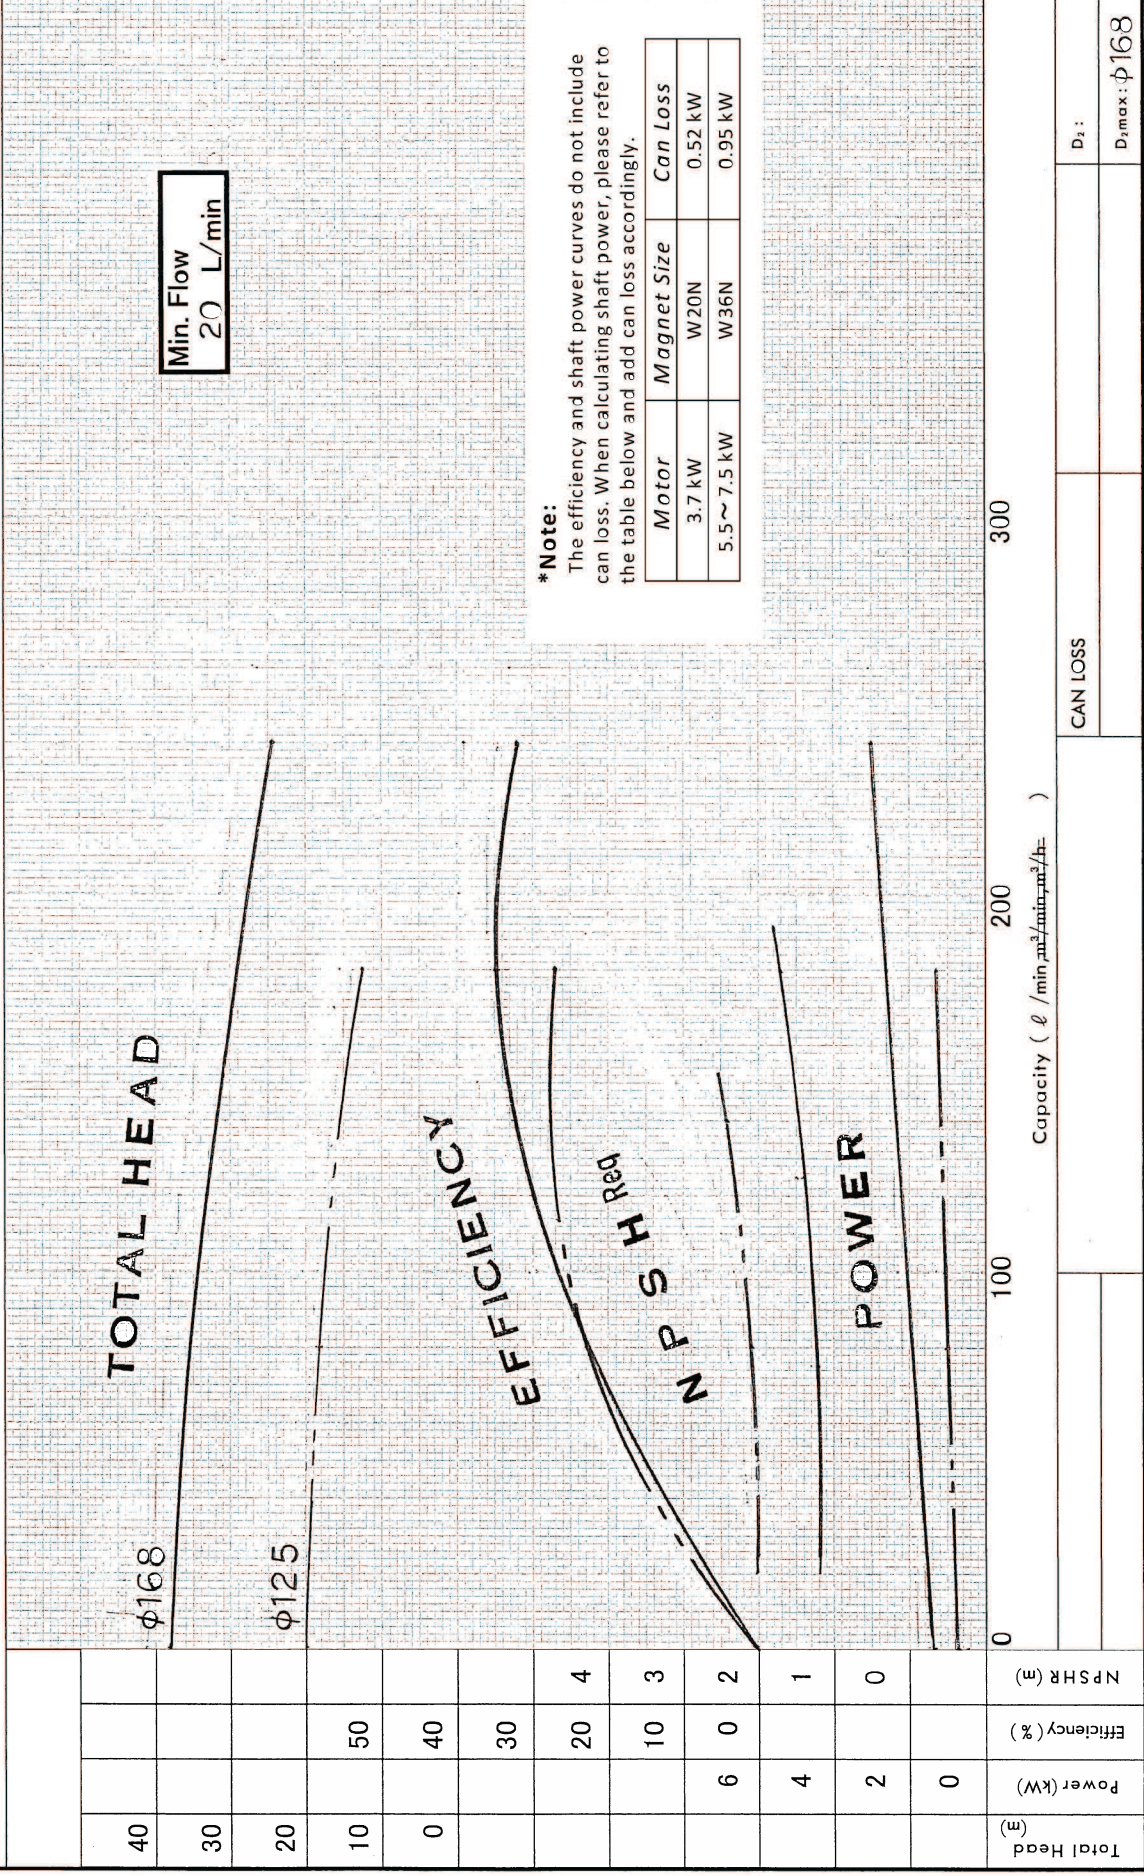 TOTAL HEAD
φ168
φ125
Min. Flow
20 L/min
EFFICIENCY
N P S H Req
POWER
*Note:
The efficiency and shaft power curves do not include
can loss. When calculating shaft power, please refer to
the table below and add can loss accordingly.
Motor Magnet Size Can Loss
3.7 kW W20N 0.52 kW
5.5~7.5 kW W36N 0.95 kW
Total Head (m)
40
30
20
10
0
Power (kW)
6
4
2
0
Efficiency (%)
50
40
30
20
10
0
NPSHR (m)
4
3
2
1
0
0 100 200 300
Capacity ( ℓ /min, m³/min, m³/h )
CAN LOSS
D₂ :
D₂max : φ168